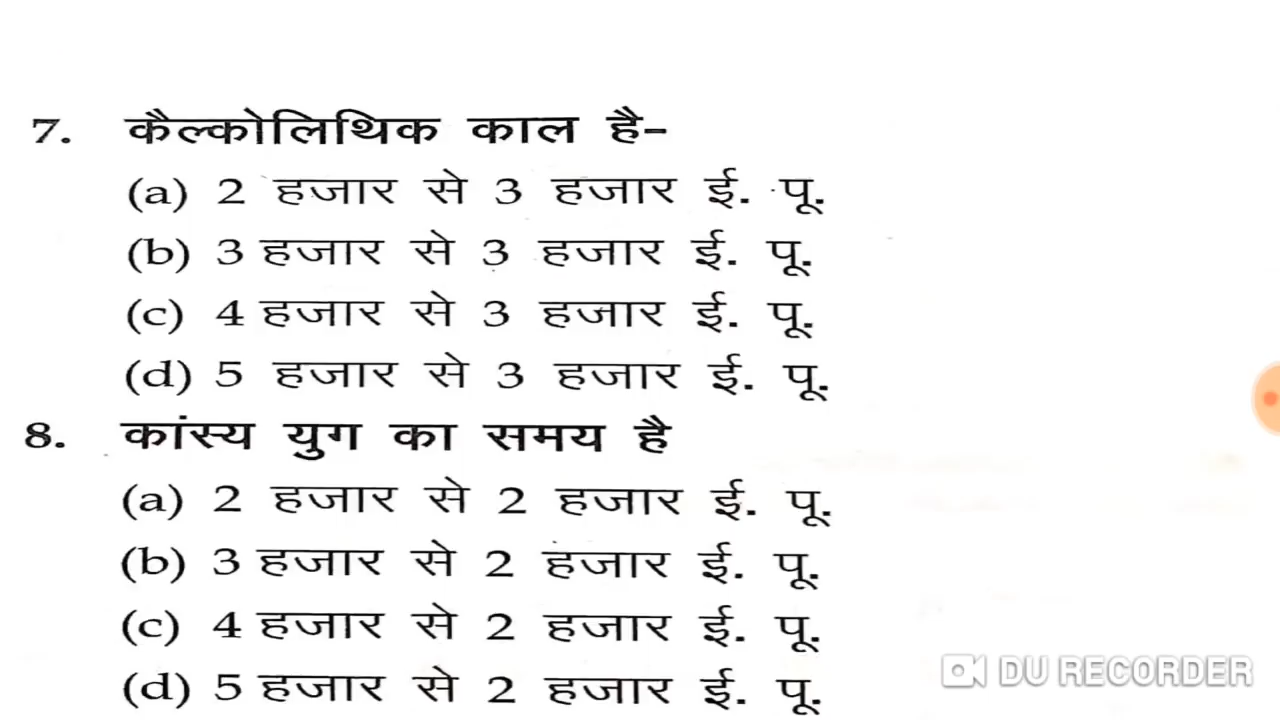 7. कैल्कोलिथिक काल है-
(a) 2 हजार से 3 हजार ई. पू.
(b) 3 हजार से 3 हजार ई. पू.
(c) 4 हजार से 3 हजार ई. पू.
(d) 5 हजार से 3 हजार ई. पू.
8. कांस्य युग का समय है
(a) 2 हजार से 2 हजार ई. पू.
(b) 3 हजार से 2 हजार ई. पू.
(c) 4 हजार से 2 हजार ई. पू.
(d) 5 हजार से 2 हजार ई. पू.
DU RECORDER